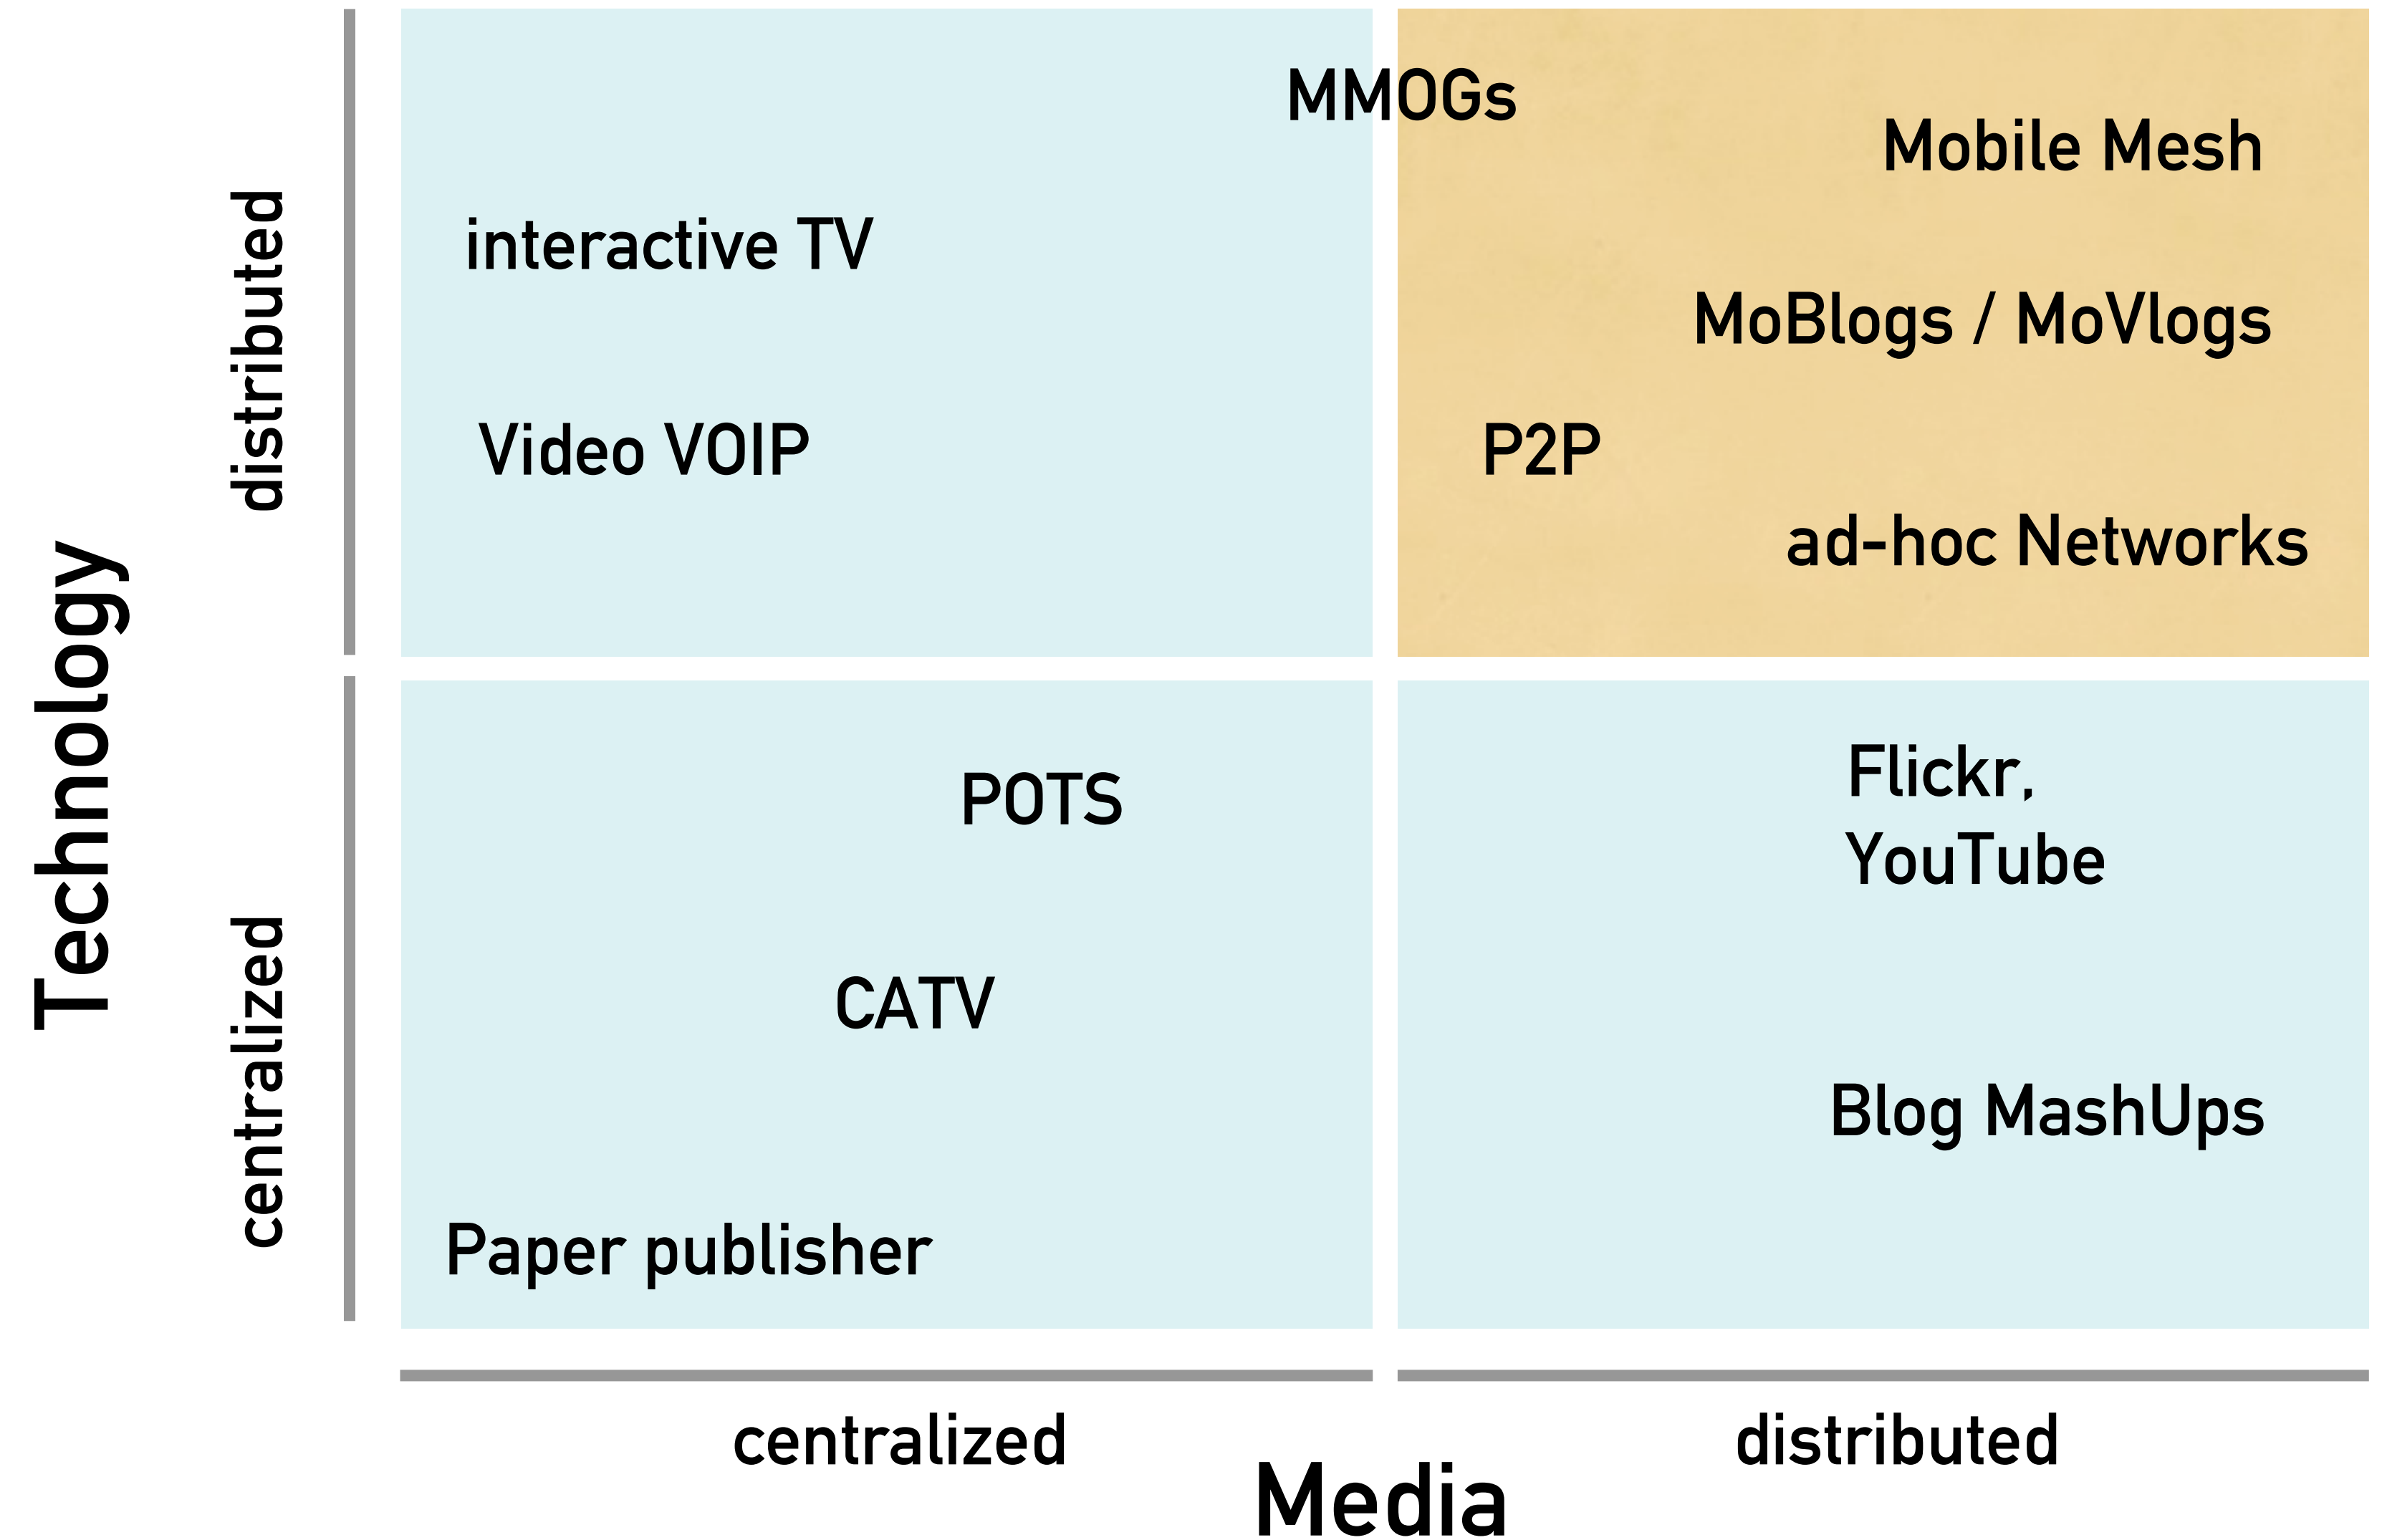 Technology
distributed
centralized
MMOGs
interactive TV
Video VOIP
Mobile Mesh
MoBlogs / MoVlogs
P2P
ad-hoc Networks
POTS
CATV
Paper publisher
Flickr,
YouTube
Blog MashUps
centralized
distributed
Media